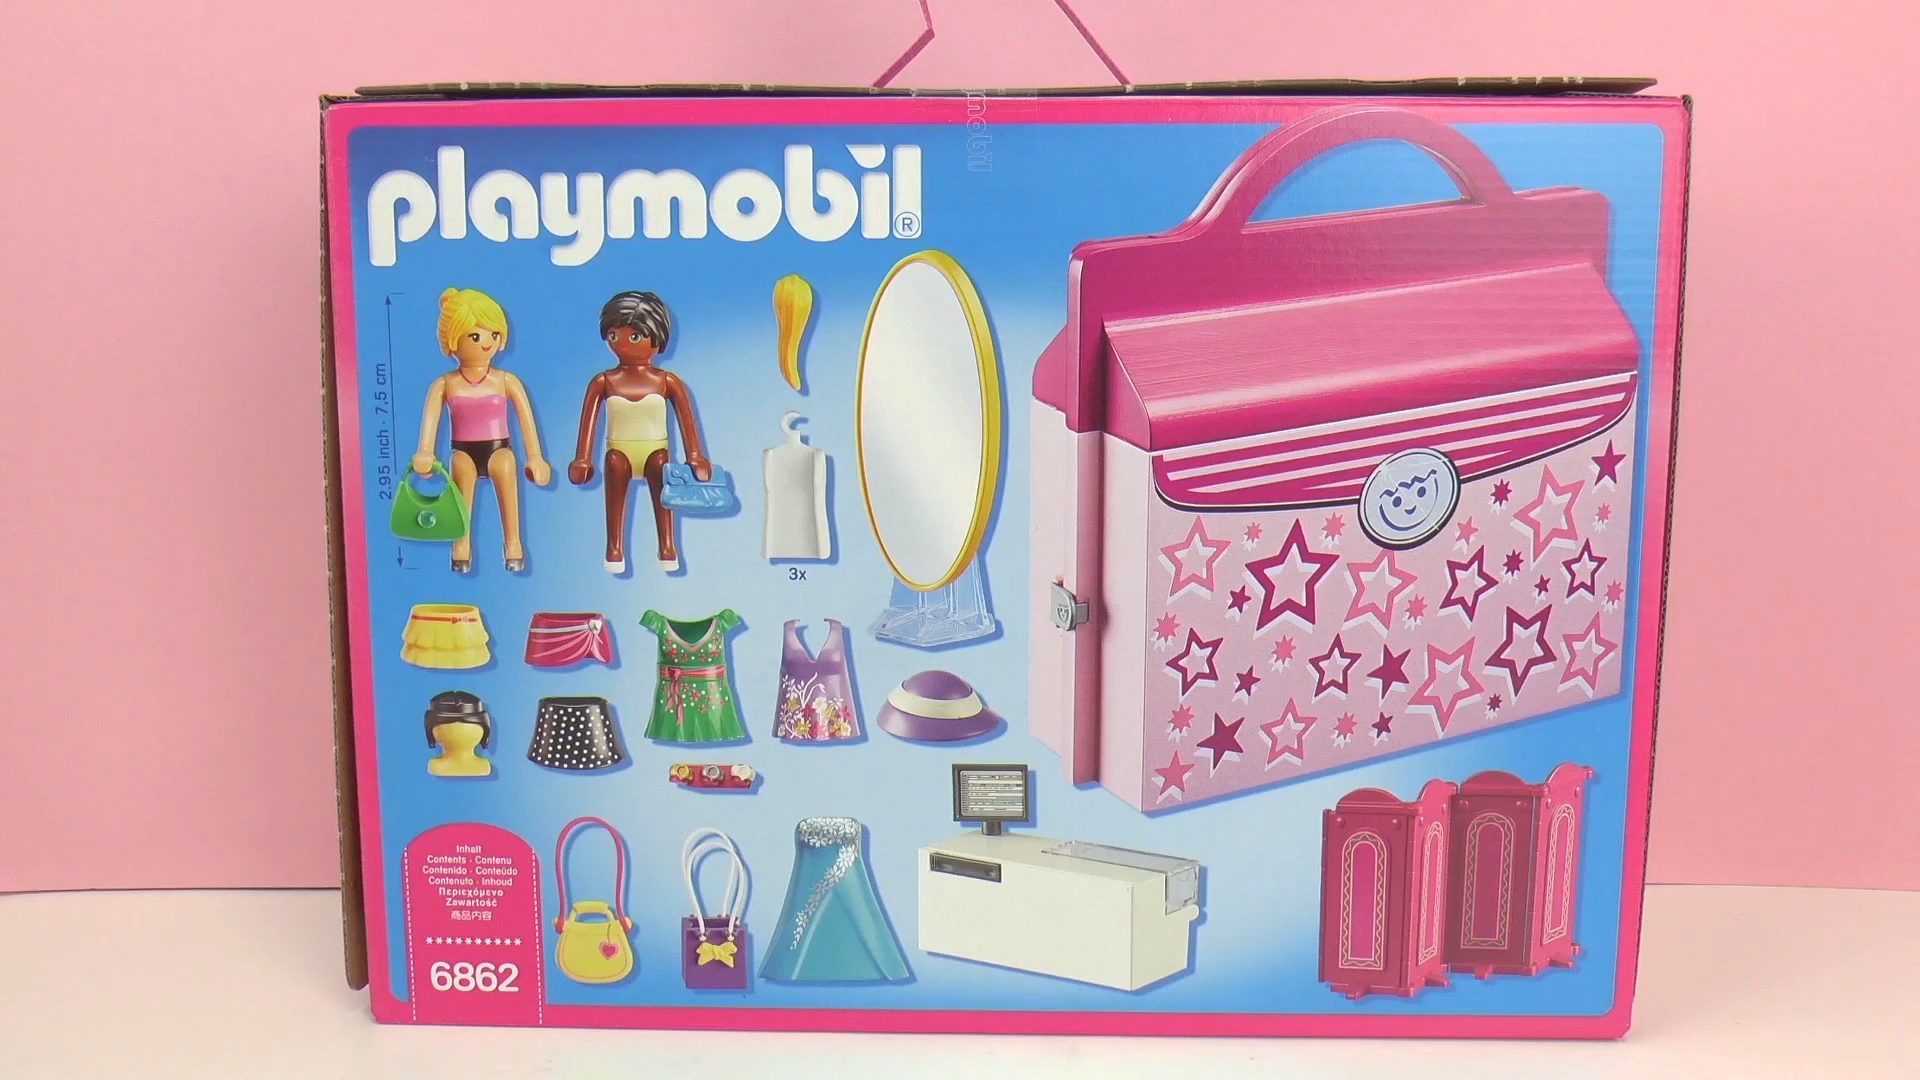 playmobil®
mobil
2.95 inch · 7,5 cm
3x
Inhalt
Contents · Contenu
Contenido · Conteúdo
Contenuto · Inhoud
Περιεχόμενο
Zawartość
商品内容
**********
6862